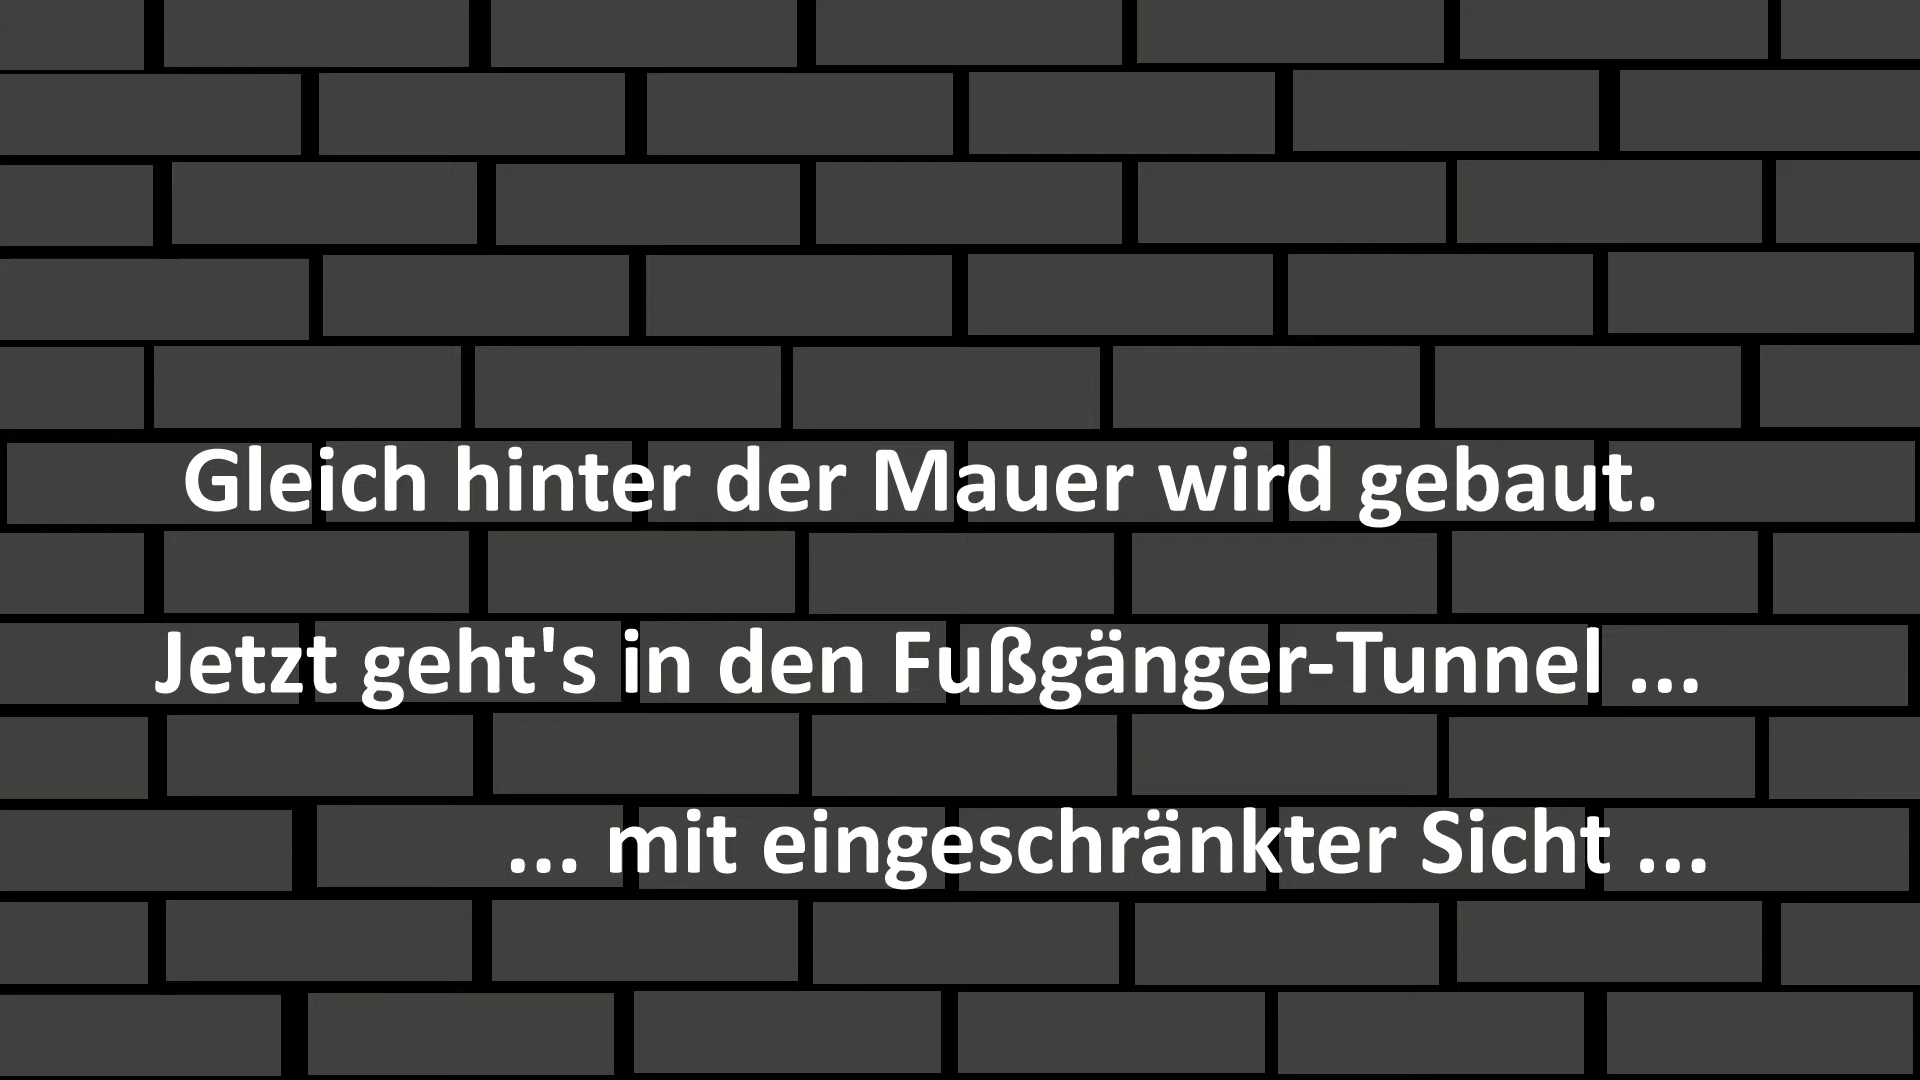 Gleich hinter der Mauer wird gebaut.
Jetzt geht's in den Fußgänger-Tunnel ...
... mit eingeschränkter Sicht ...